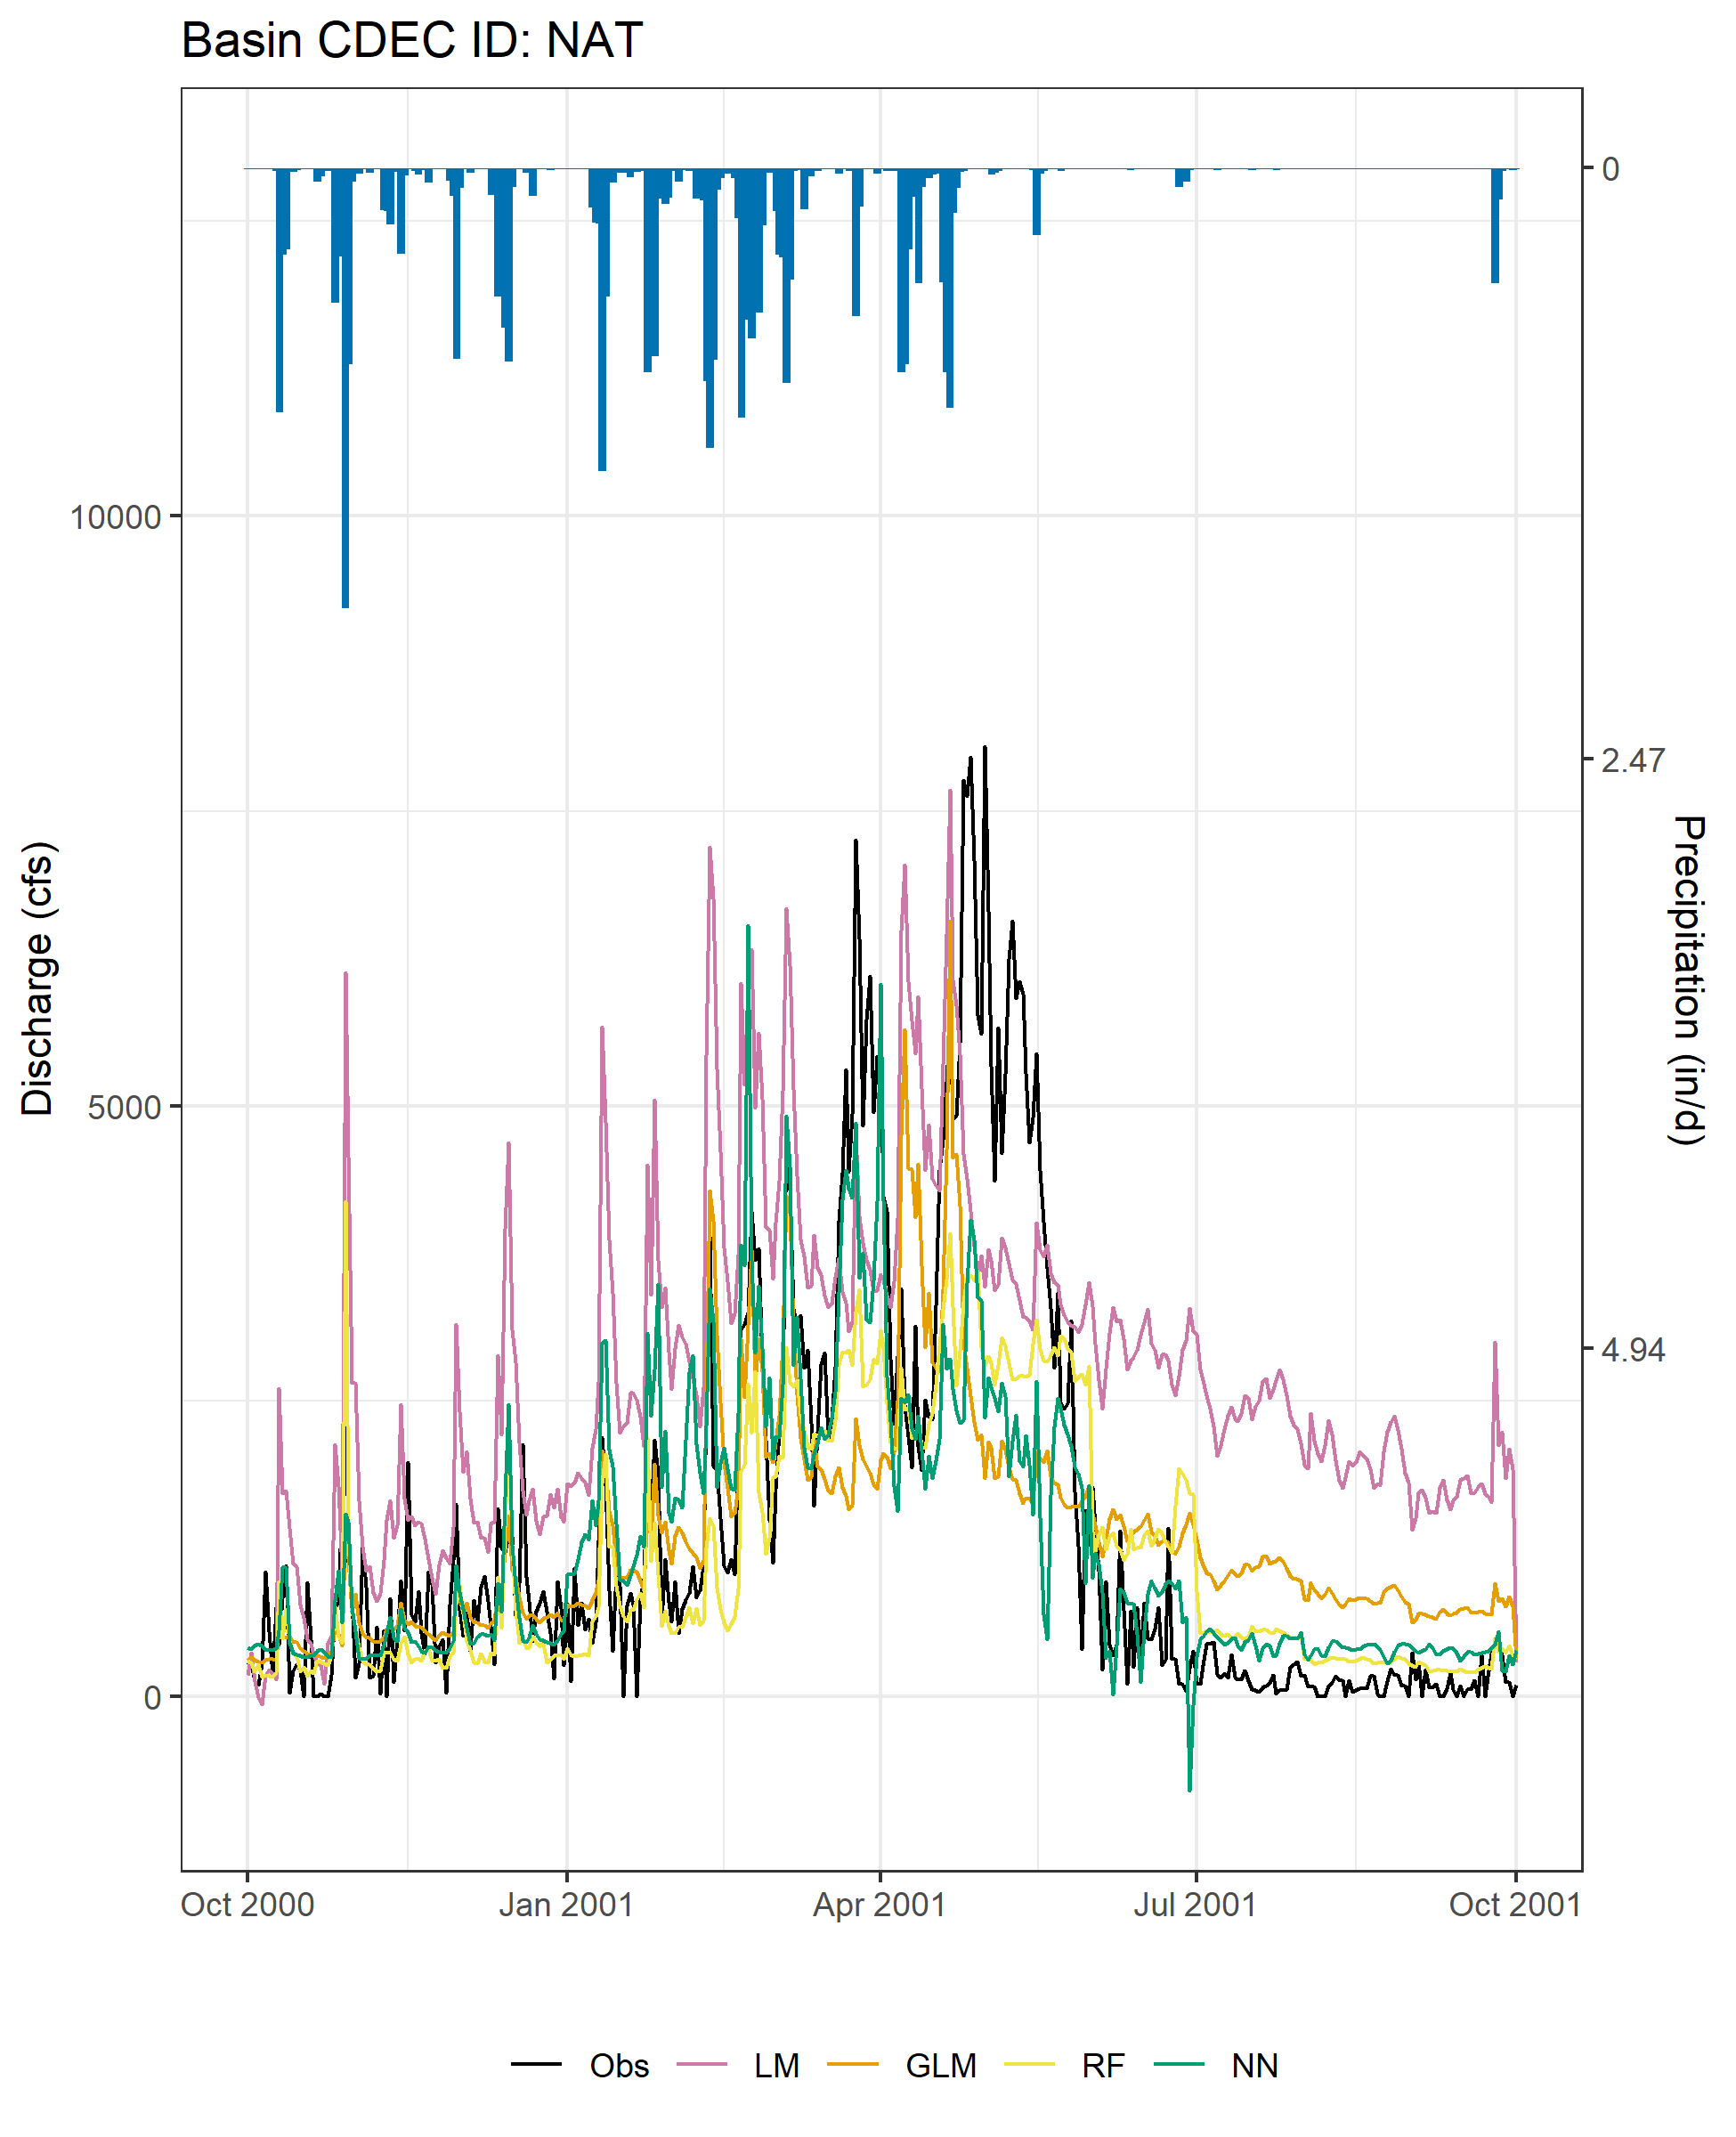 Basin CDEC ID: NAT
0
10000
2.47
Discharge (cfs)
Precipitation (in/d)
5000
4.94
0
Oct 2000 Jan 2001 Apr 2001 Jul 2001 Oct 2001
Obs LM GLM RF NN